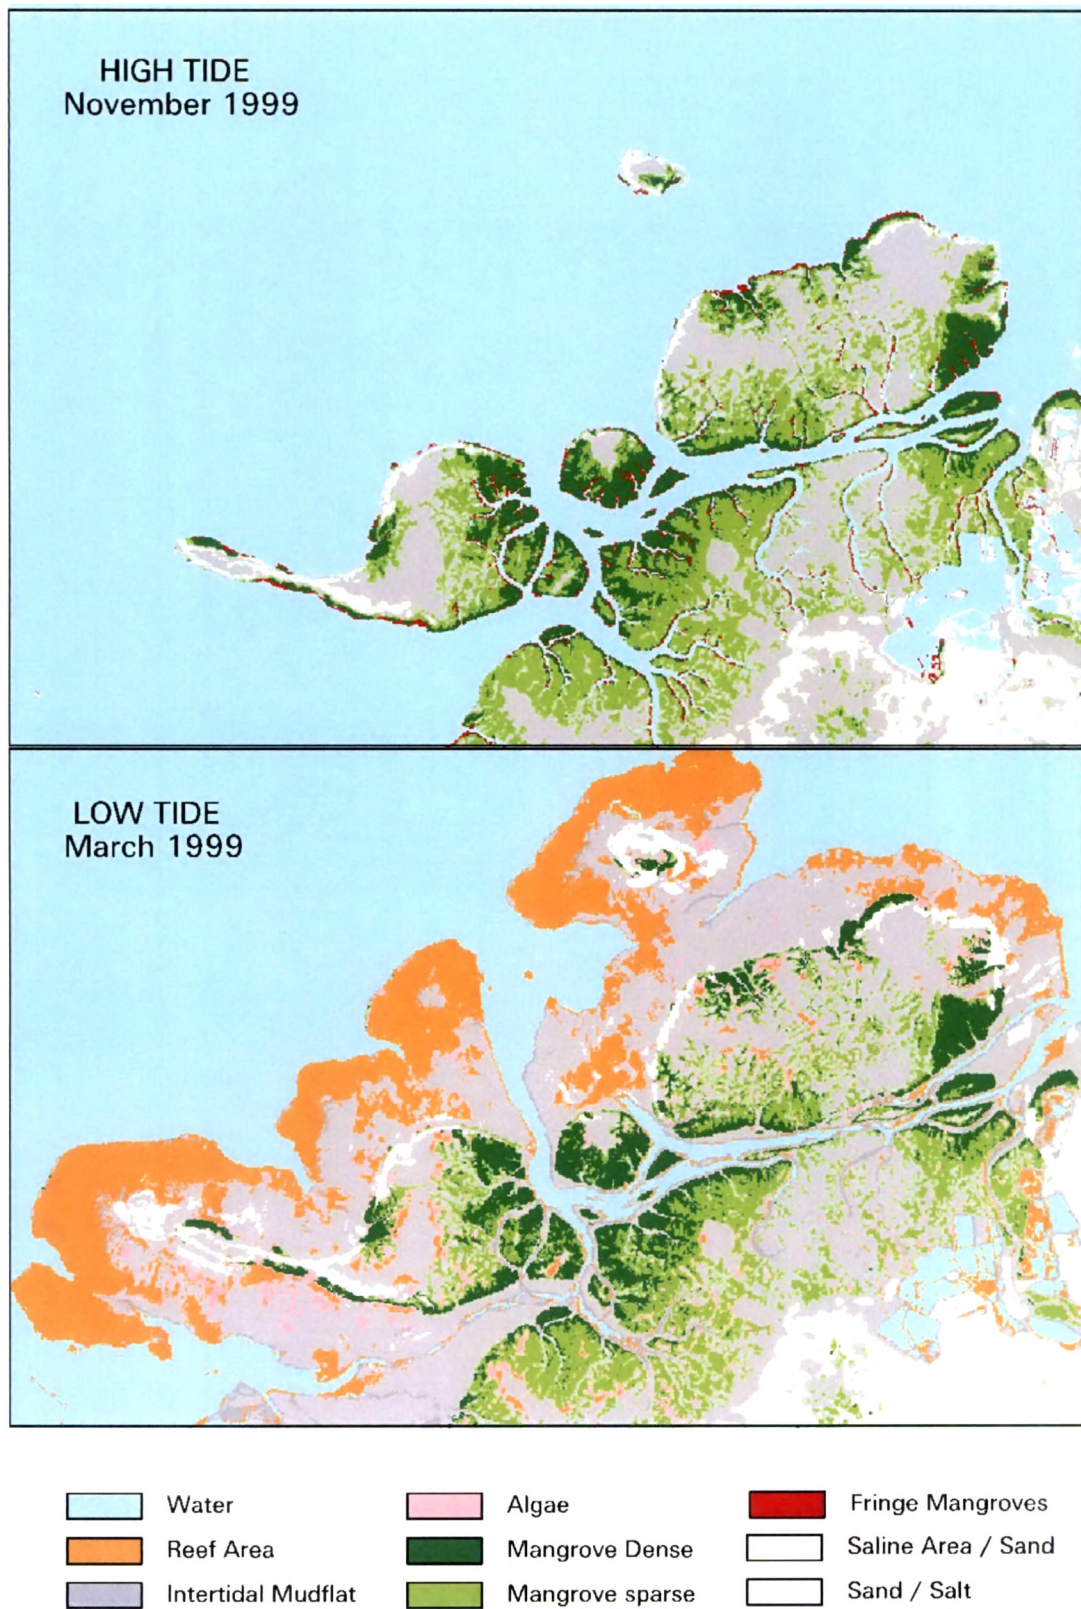 HIGH TIDE
November 1999
LOW TIDE
March 1999
Water
Algae
Fringe Mangroves
Reef Area
Mangrove Dense
Saline Area / Sand
Intertidal Mudflat
Mangrove sparse
Sand / Salt